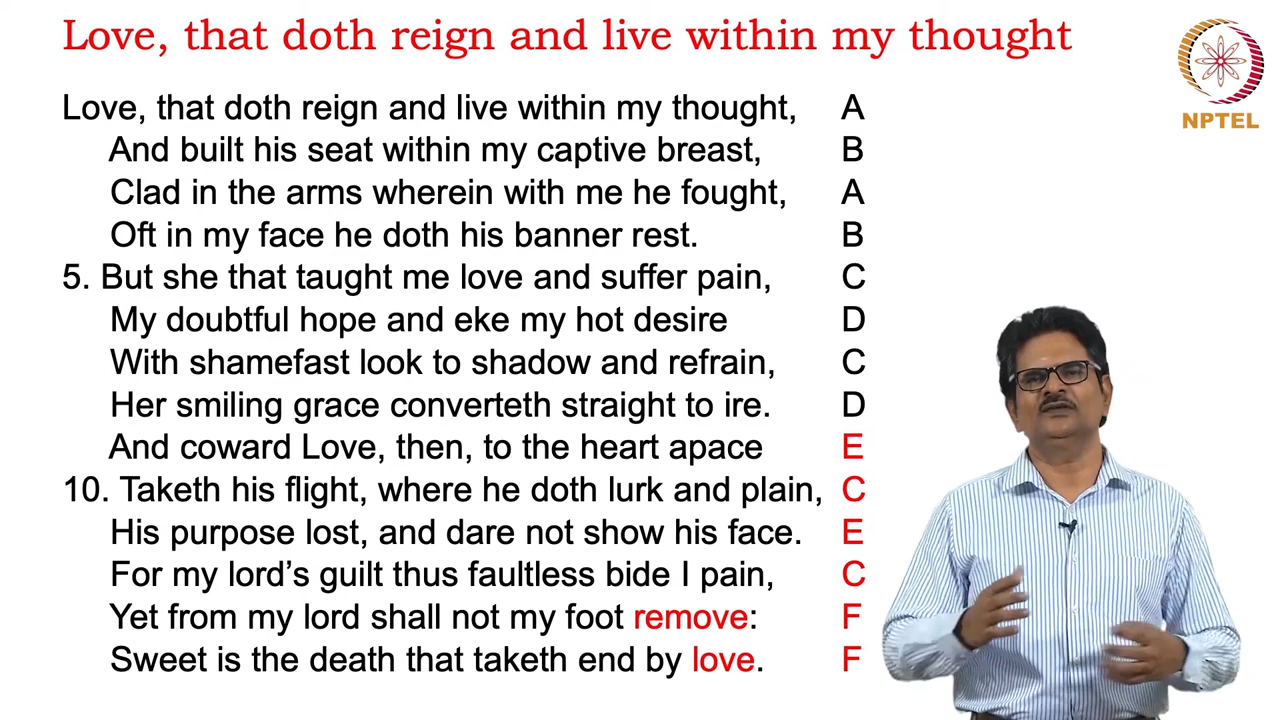 Love, that doth reign and live within my thought
NPTEL
Love, that doth reign and live within my thought, A
And built his seat within my captive breast, B
Clad in the arms wherein with me he fought, A
Oft in my face he doth his banner rest. B
5. But she that taught me love and suffer pain, C
My doubtful hope and eke my hot desire D
With shamefast look to shadow and refrain, C
Her smiling grace converteth straight to ire. D
And coward Love, then, to the heart apace E
10. Taketh his flight, where he doth lurk and plain, C
His purpose lost, and dare not show his face. E
For my lord's guilt thus faultless bide I pain, C
Yet from my lord shall not my foot remove: F
Sweet is the death that taketh end by love. F